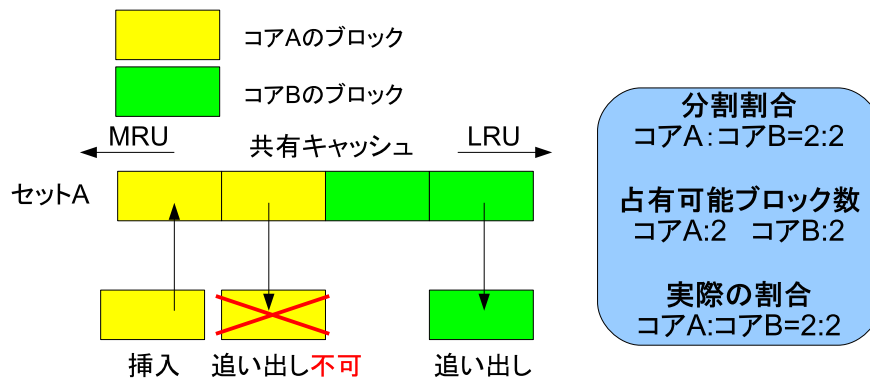 コアAのブロック
コアBのブロック
MRU 共有キャッシュ LRU
セットA
挿入 追い出し不可 追い出し
分割割合
コアA:コアB=2:2
占有可能ブロック数
コアA:2 コアB:2
実際の割合
コアA:コアB=2:2